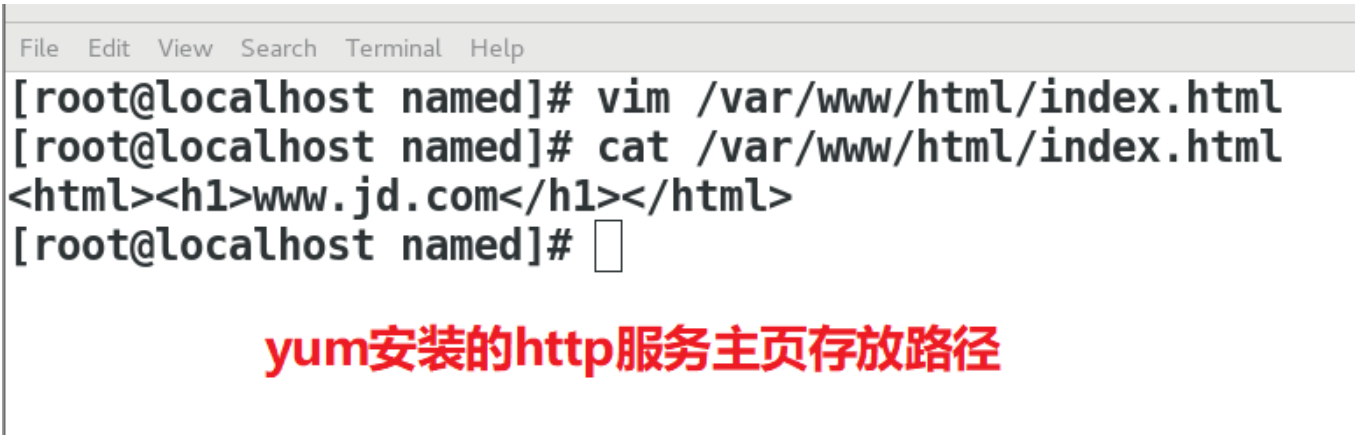 File Edit View Search Terminal Help
[root@localhost named]# vim /var/www/html/index.html
[root@localhost named]# cat /var/www/html/index.html
<html><h1>www.jd.com</h1></html>
[root@localhost named]#
yum安装的http服务主页存放路径